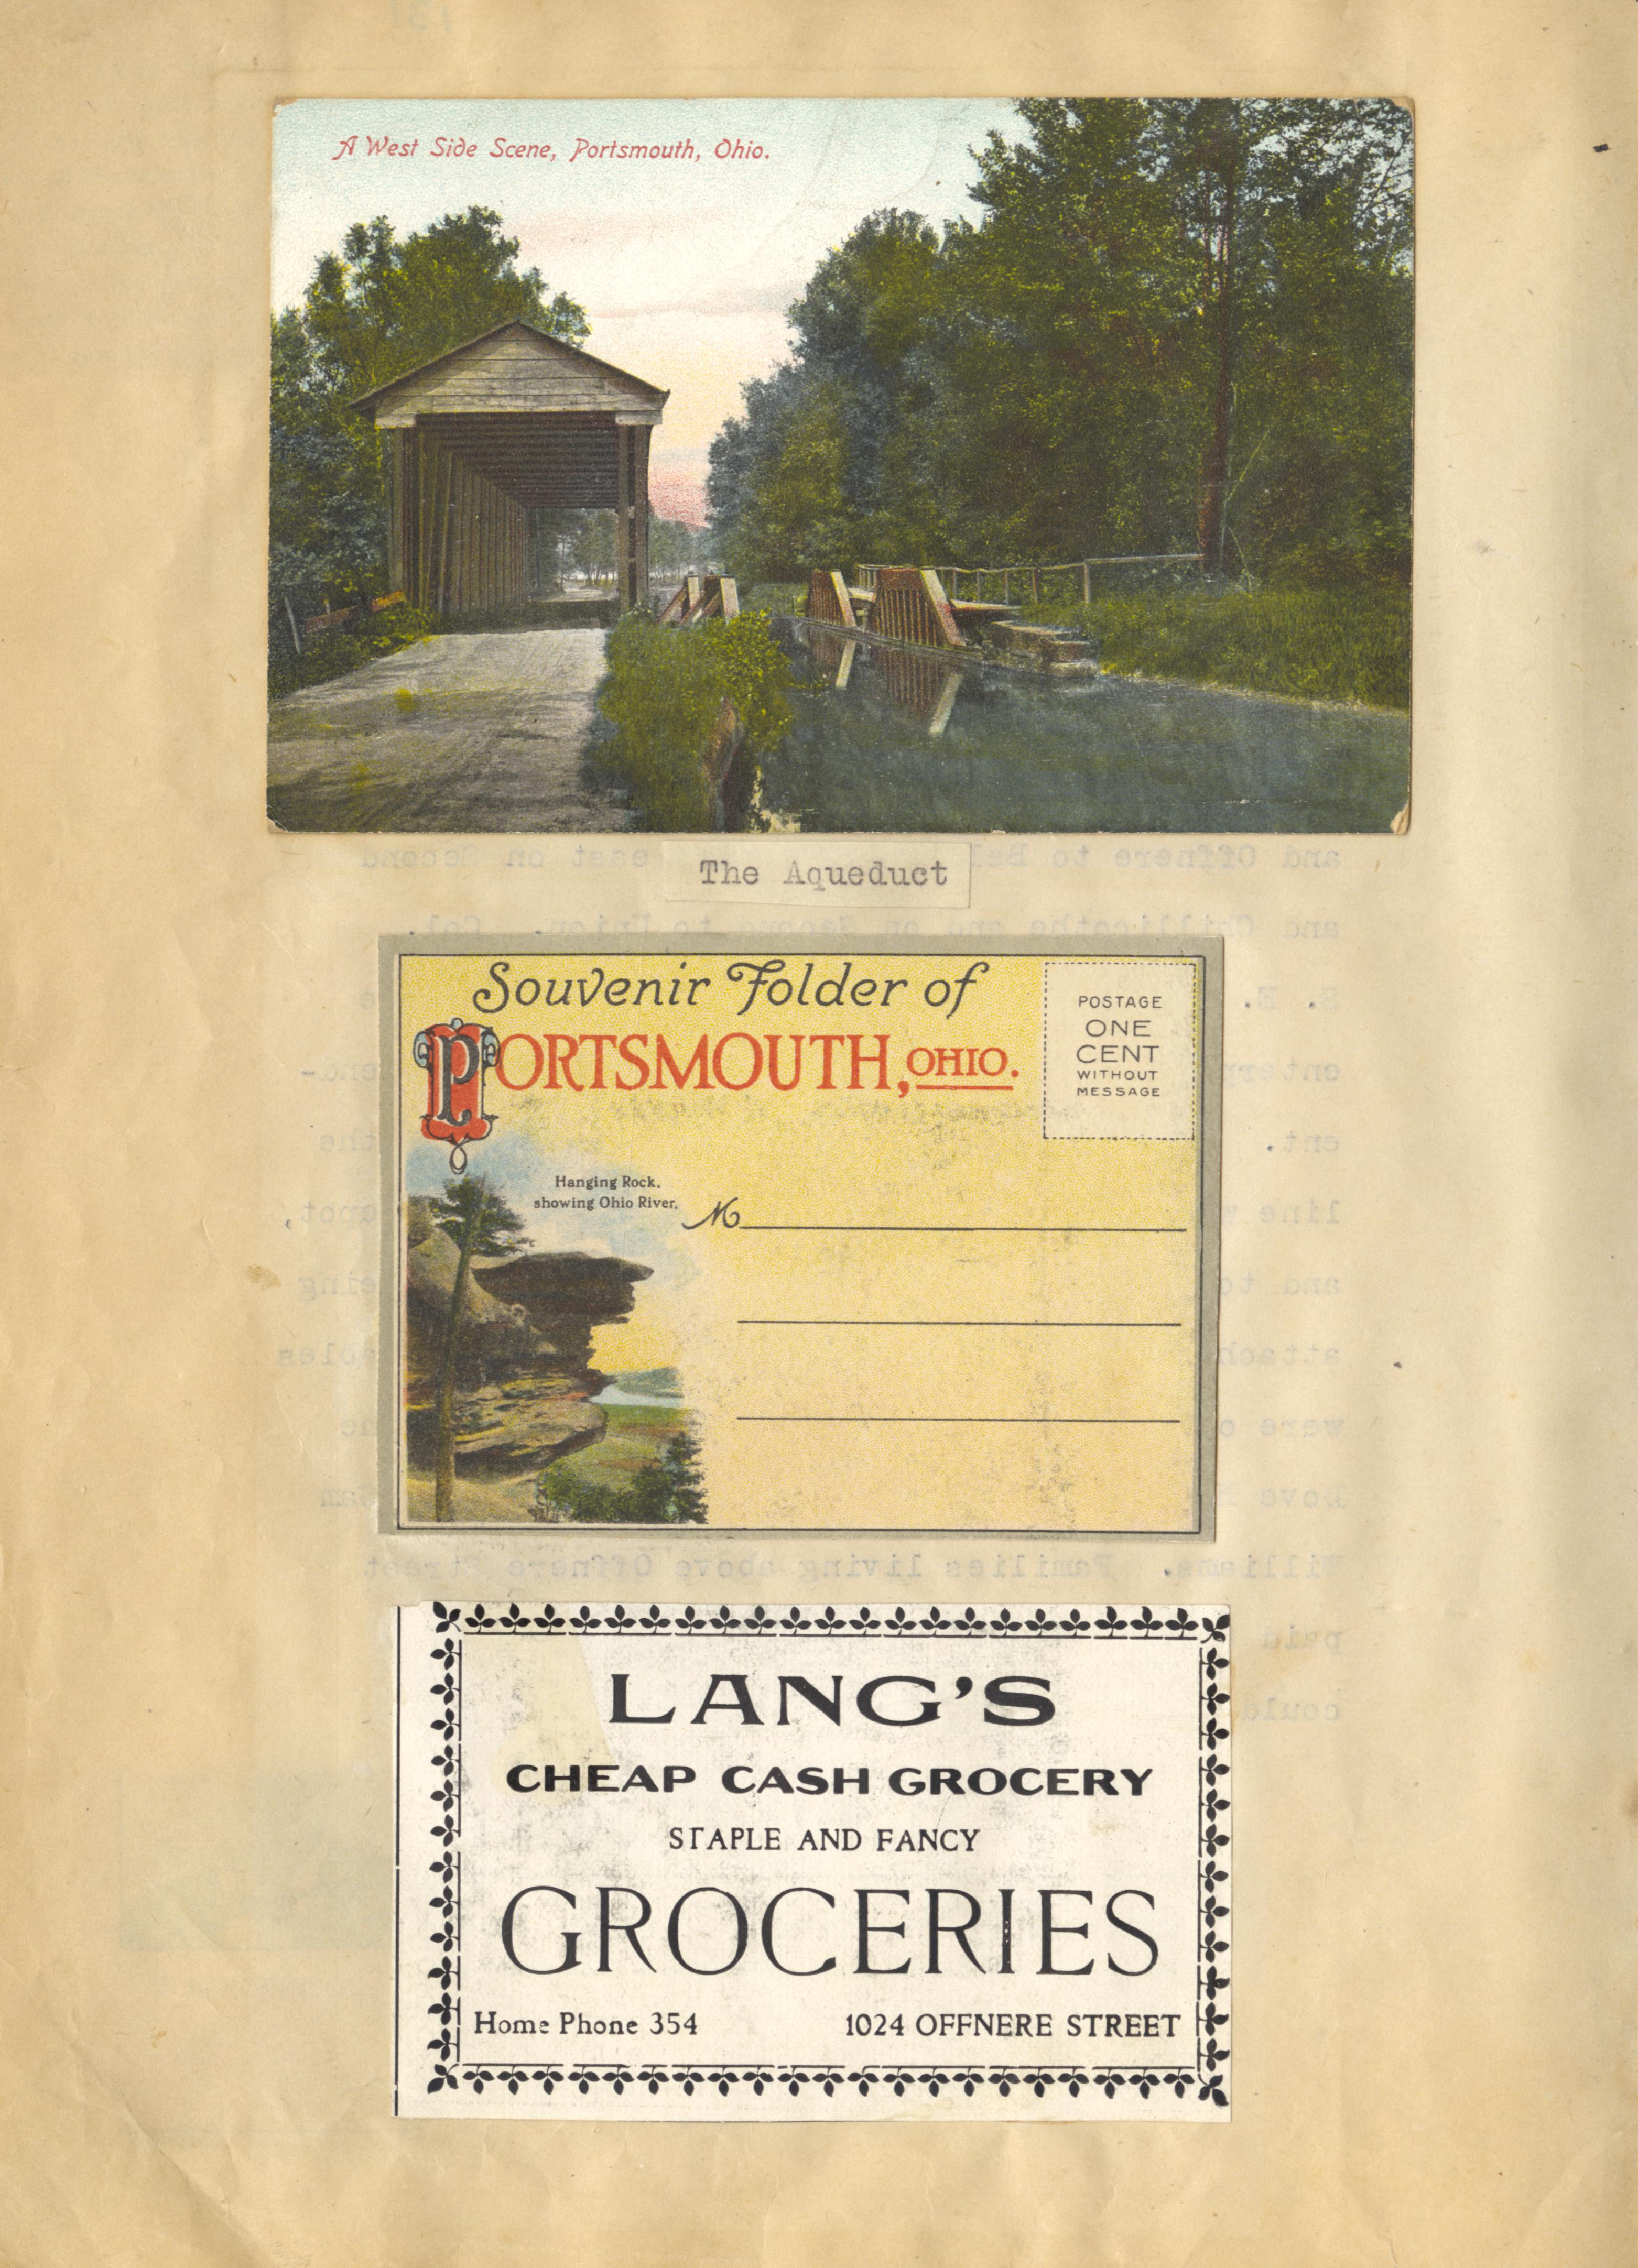 A West Side Scene, Portsmouth, Ohio.
The Aqueduct
Souvenir Folder of
PORTSMOUTH, OHIO.
POSTAGE
ONE
CENT
WITHOUT
MESSAGE
Hanging Rock,
showing Ohio River.
M
LANG'S
CHEAP CASH GROCERY
STAPLE AND FANCY
GROCERIES
Home Phone 354
1024 OFFNERE STREET